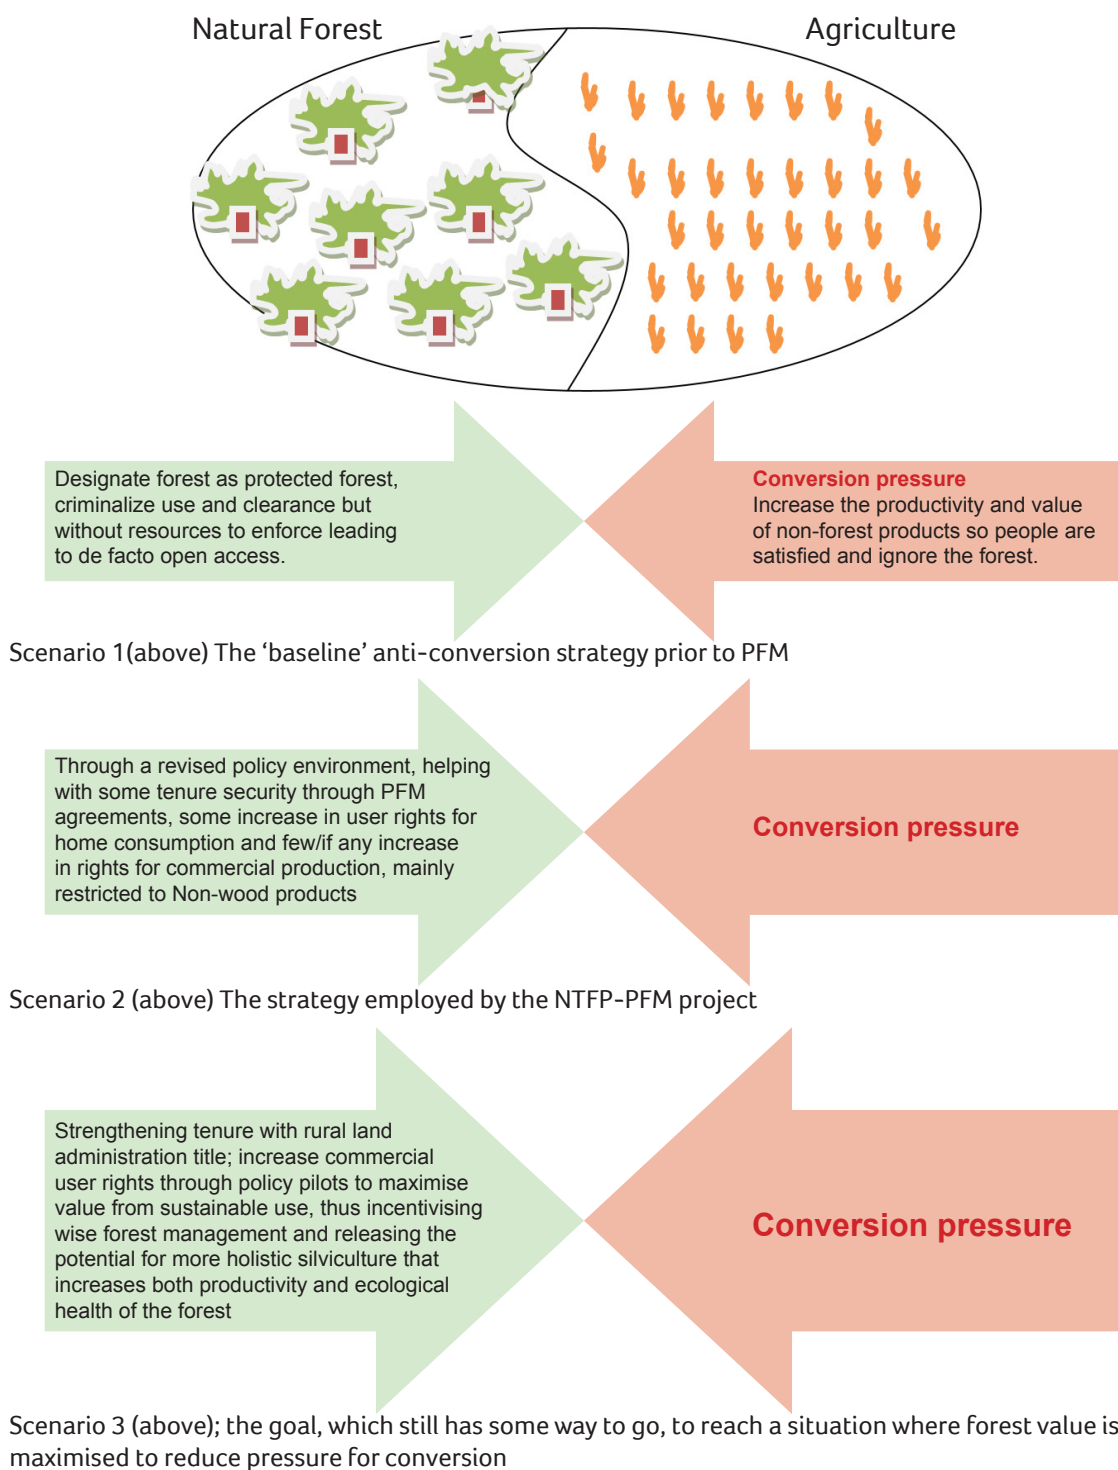 Natural Forest
Agriculture
Designate forest as protected forest,
criminalize use and clearance but
without resources to enforce leading
to de facto open access.
Conversion pressure
Increase the productivity and value
of non-forest products so people are
satisfied and ignore the forest.
Scenario 1(above) The ‘baseline’ anti-conversion strategy prior to PFM
Through a revised policy environment, helping
with some tenure security through PFM
agreements, some increase in user rights for
home consumption and few/if any increase
in rights for commercial production, mainly
restricted to Non-wood products
Conversion pressure
Scenario 2 (above) The strategy employed by the NTFP-PFM project
Strengthening tenure with rural land
administration title; increase commercial
user rights through policy pilots to maximise
value from sustainable use, thus incentivising
wise forest management and releasing the
potential for more holistic silviculture that
increases both productivity and ecological
health of the forest
Conversion pressure
Scenario 3 (above); the goal, which still has some way to go, to reach a situation where forest value is
maximised to reduce pressure for conversion